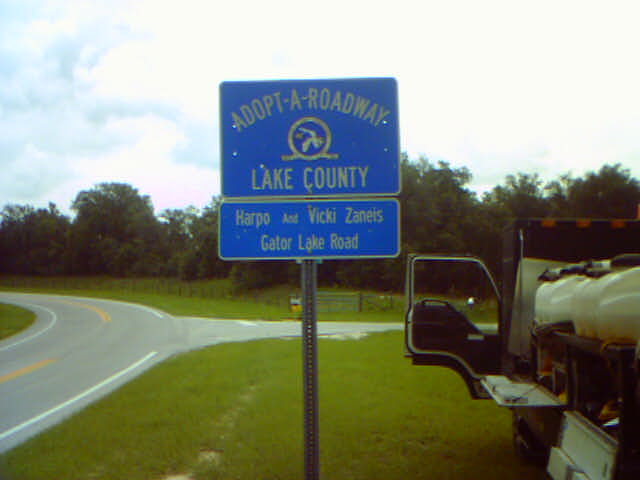 ADOPT-A-ROADWAY
LAKE COUNTY
Harpo And Vicki Zaneis
Gator Lake Road